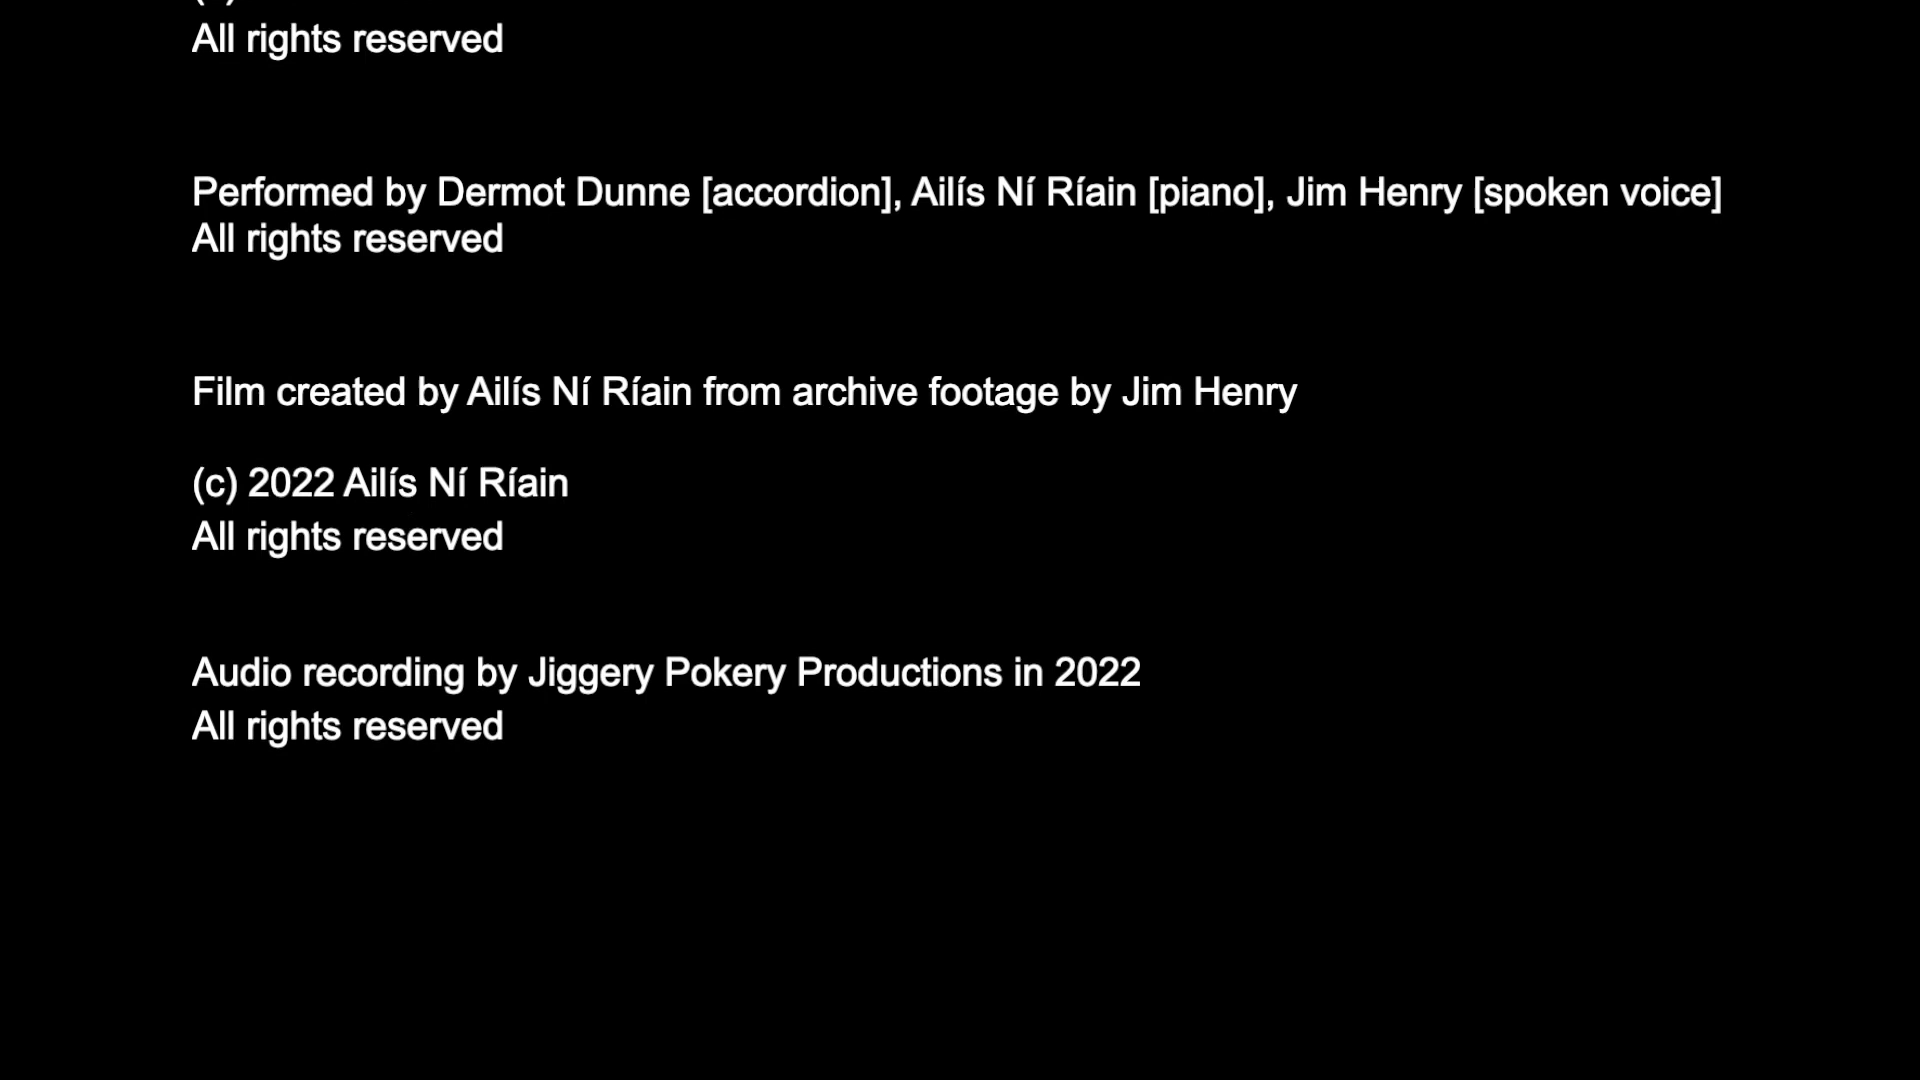 All rights reserved
Performed by Dermot Dunne [accordion], Ailís Ní Ríain [piano], Jim Henry [spoken voice]
All rights reserved
Film created by Ailís Ní Ríain from archive footage by Jim Henry
(c) 2022 Ailís Ní Ríain
All rights reserved
Audio recording by Jiggery Pokery Productions in 2022
All rights reserved